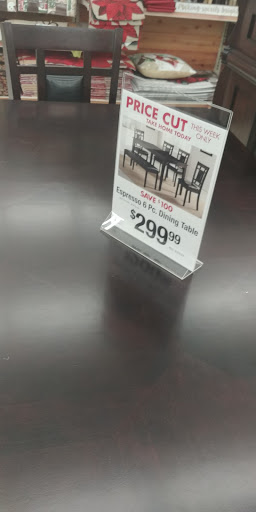 PRICE CUT THIS WEEK ONLY
TAKE HOME TODAY
SAVE $100
Espresso 6 Pc. Dining Table
$299.99